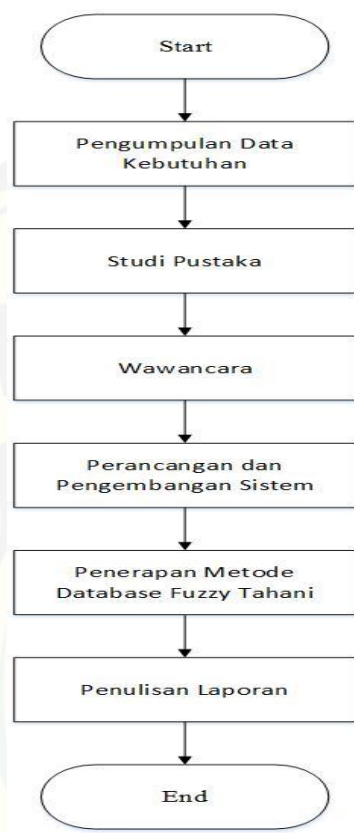 Start
Pengumpulan Data
Kebutuhan
Studi Pustaka
Wawancara
Perancangan dan
Pengembangan Sistem
Penerapan Metode
Database Fuzzy Tahani
Penulisan Laporan
End